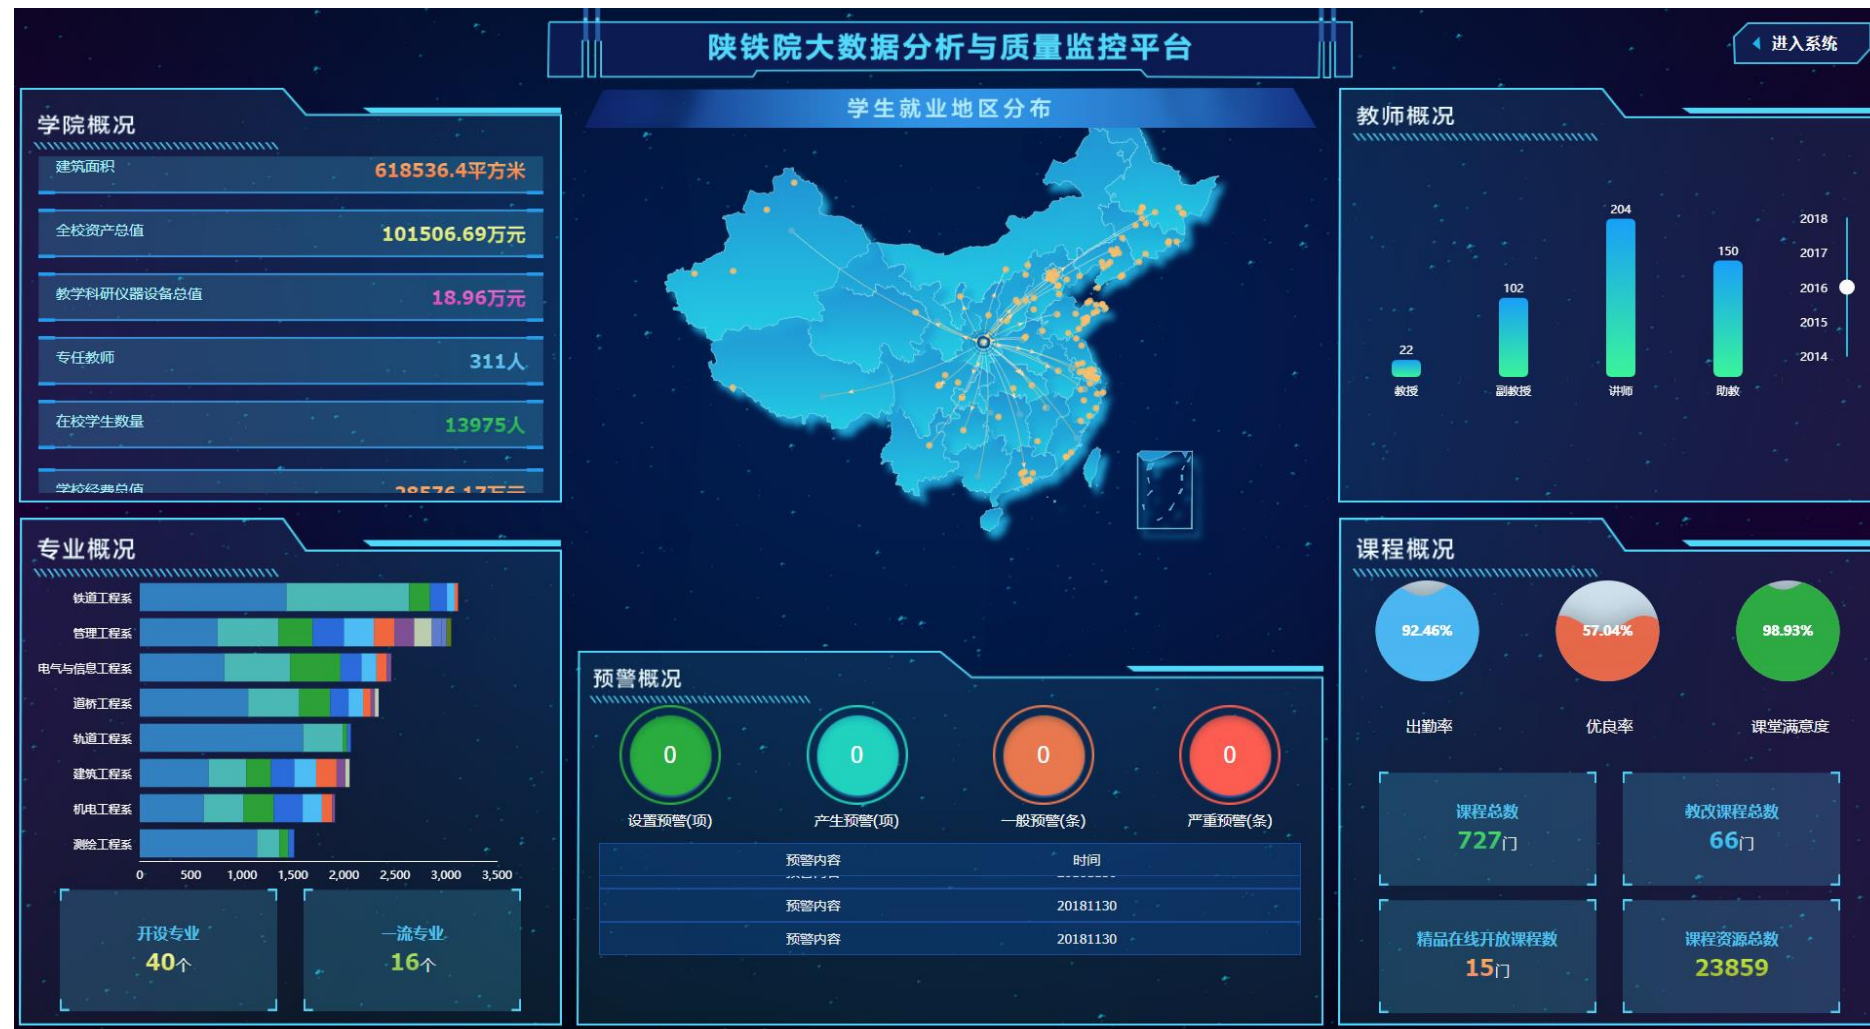 陕铁院大数据分析与质量监控平台
进入系统
学院概况
建筑面积 618536.4平方米
全校资产总值 101506.69万元
教学科研仪器设备总值 18.96万元
专任教师 311人
在校学生数量 13975人
学校经费总值 28576.17万元
学生就业地区分布
教师概况
204
150
102
22
教授 副教授 讲师 助教
2018
2017
2016
2015
2014
专业概况
铁道工程系
管理工程系
电气与信息工程系
道桥工程系
轨道工程系
建筑工程系
机电工程系
测绘工程系
0 500 1,000 1,500 2,000 2,500 3,000 3,500
开设专业 一流专业
40个 16个
预警概况
0 0 0 0
设置预警(项) 产生预警(项) 一般预警(条) 严重预警(条)
预警内容 时间
预警内容 20181130
预警内容 20181130
课程概况
92.46% 57.04% 98.93%
出勤率 优良率 课堂满意度
课程总数 教改课程总数
727门 66门
精品在线开放课程数 课程资源总数
15门 23859